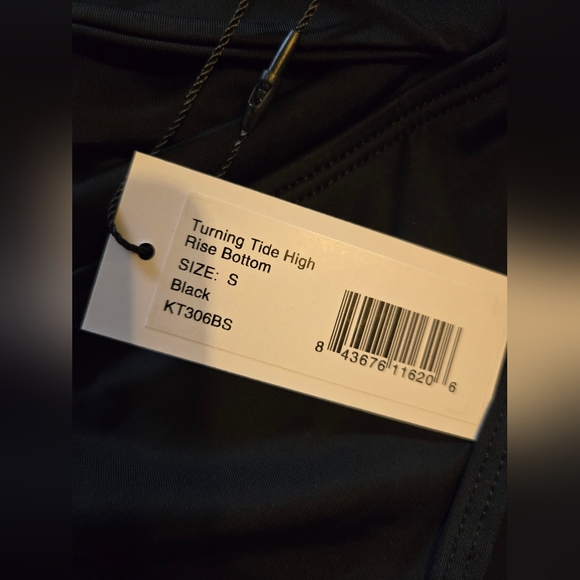 Turning Tide High
Rise Bottom
SIZE: S
Black
KT306BS
8 43676 11620 6